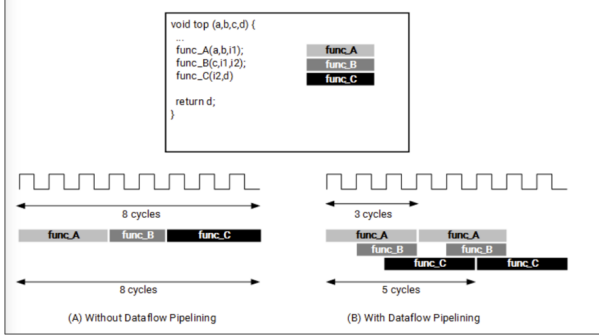 void top (a,b,c,d) {
...
func_A(a,b,i1);
func_B(c,i1,i2);
func_C(i2,d)
return d;
}
func_A
func_B
func_C
8 cycles
func_A func_B func_C
8 cycles
(A) Without Dataflow Pipelining
3 cycles
func_A func_A
func_B func_B
func_C func_C
5 cycles
(B) With Dataflow Pipelining